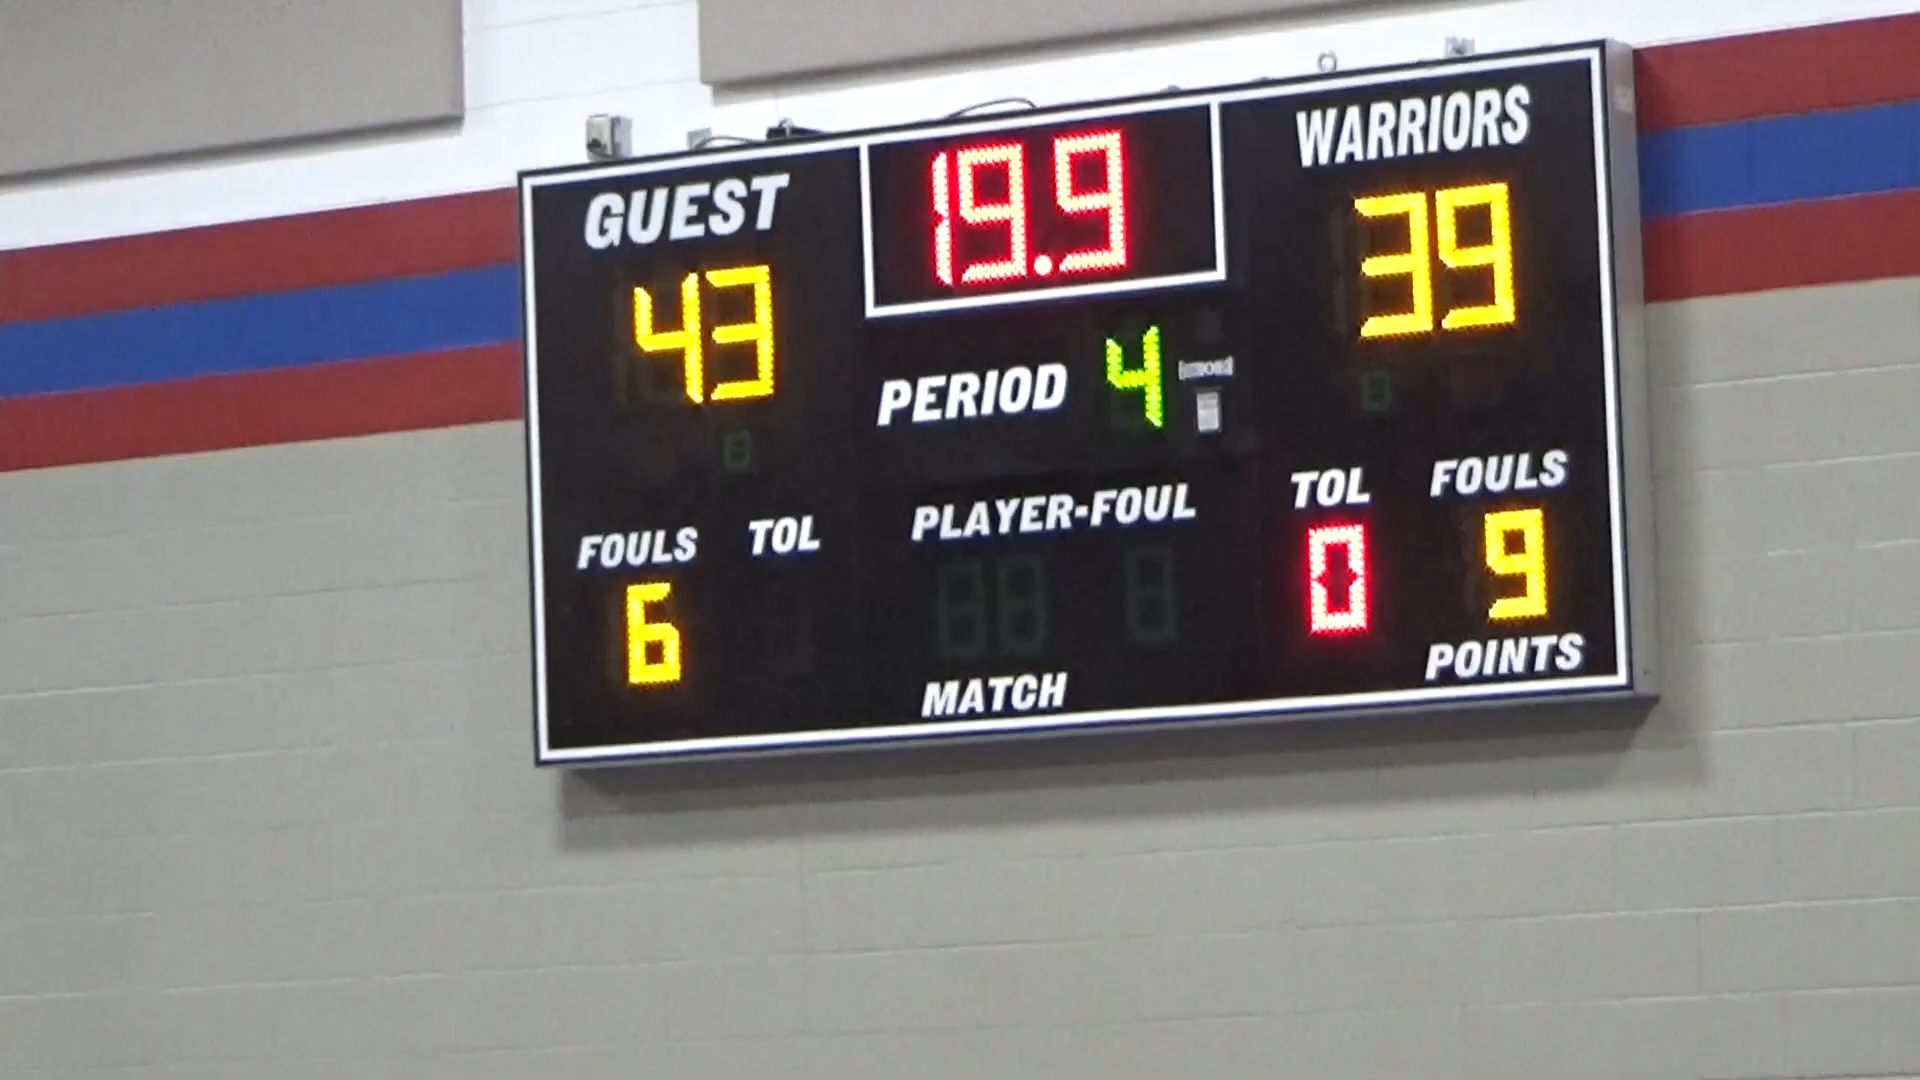 GUEST
19.9
WARRIORS
43
39
PERIOD 4
FOULS TOL
PLAYER-FOUL
TOL FOULS
6
0 9
MATCH
POINTS